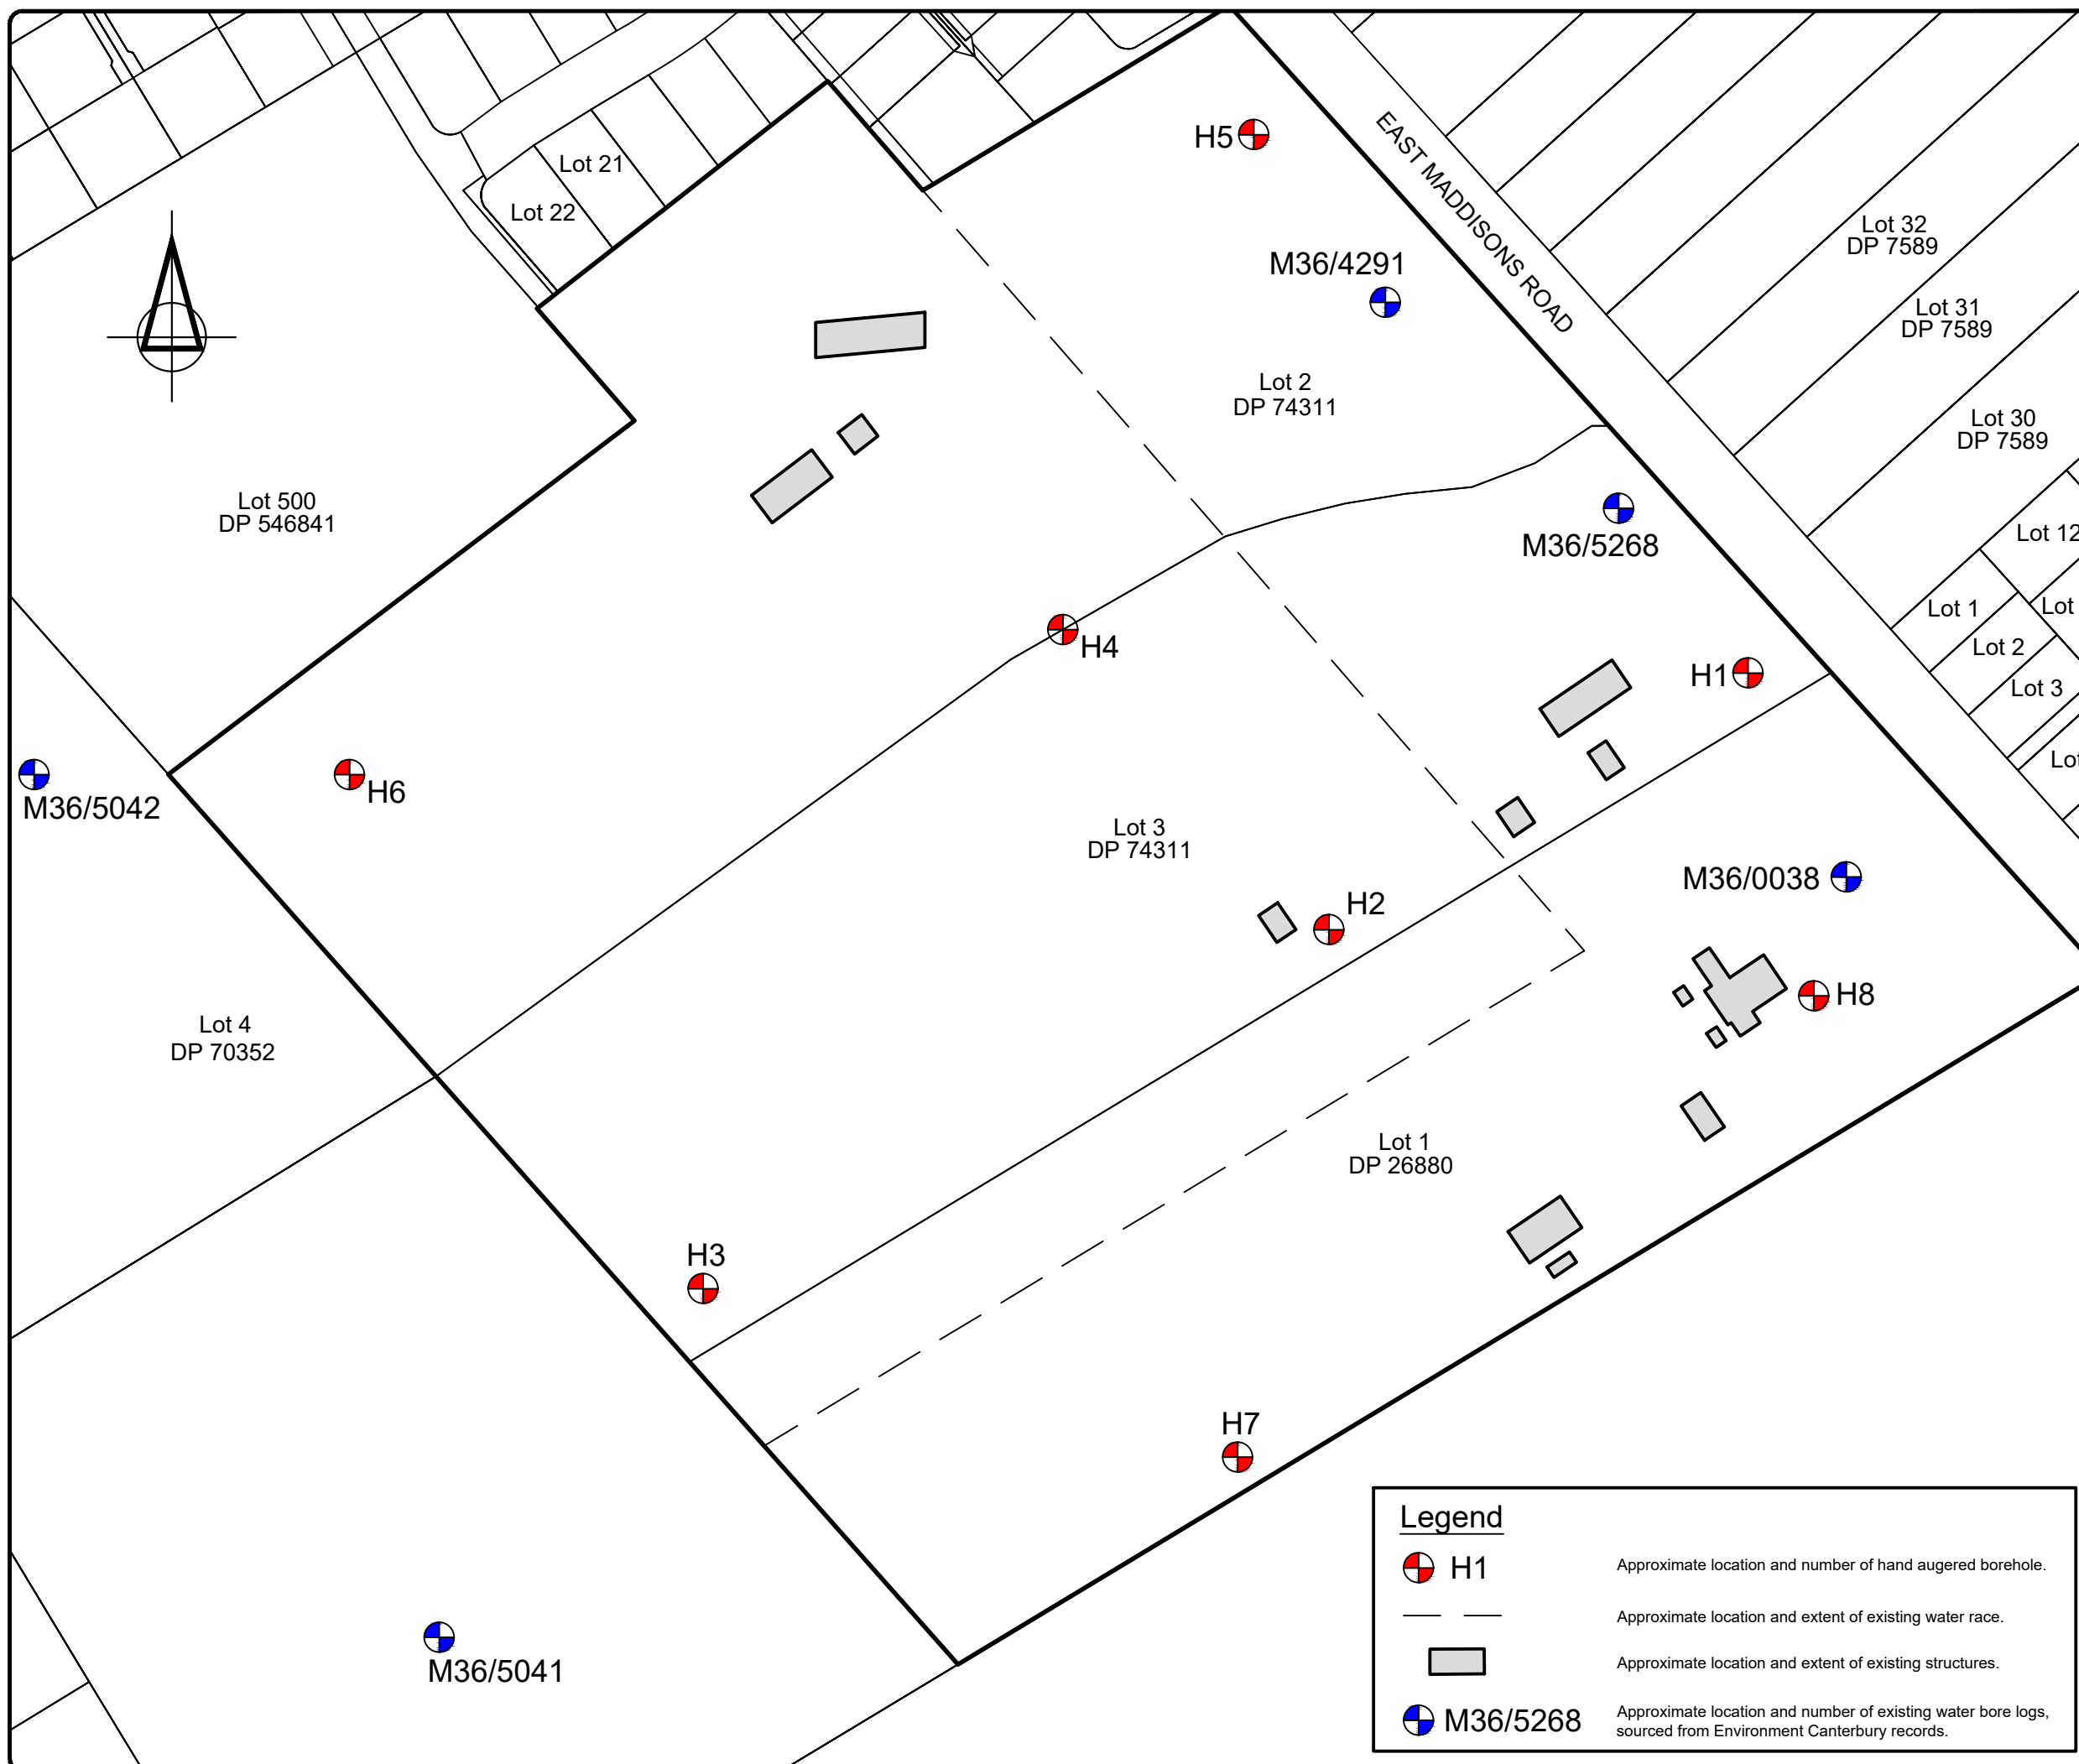 H5
EAST MADDISONS ROAD
Lot 21
Lot 22
Lot 32
DP 7589
M36/4291
Lot 31
DP 7589
Lot 2
DP 74311
Lot 30
DP 7589
Lot 500
DP 546841
M36/5268
Lot 12
Lot 1
Lot
Lot 2
Lot 3
Lot
H4
H1
H6
M36/5042
Lot 3
DP 74311
M36/0038
H2
H8
Lot 4
DP 70352
Lot 1
DP 26880
H3
H7
M36/5041
Legend
H1
Approximate location and number of hand augered borehole.
Approximate location and extent of existing water race.
Approximate location and extent of existing structures.
M36/5268
Approximate location and number of existing water bore logs,
sourced from Environment Canterbury records.